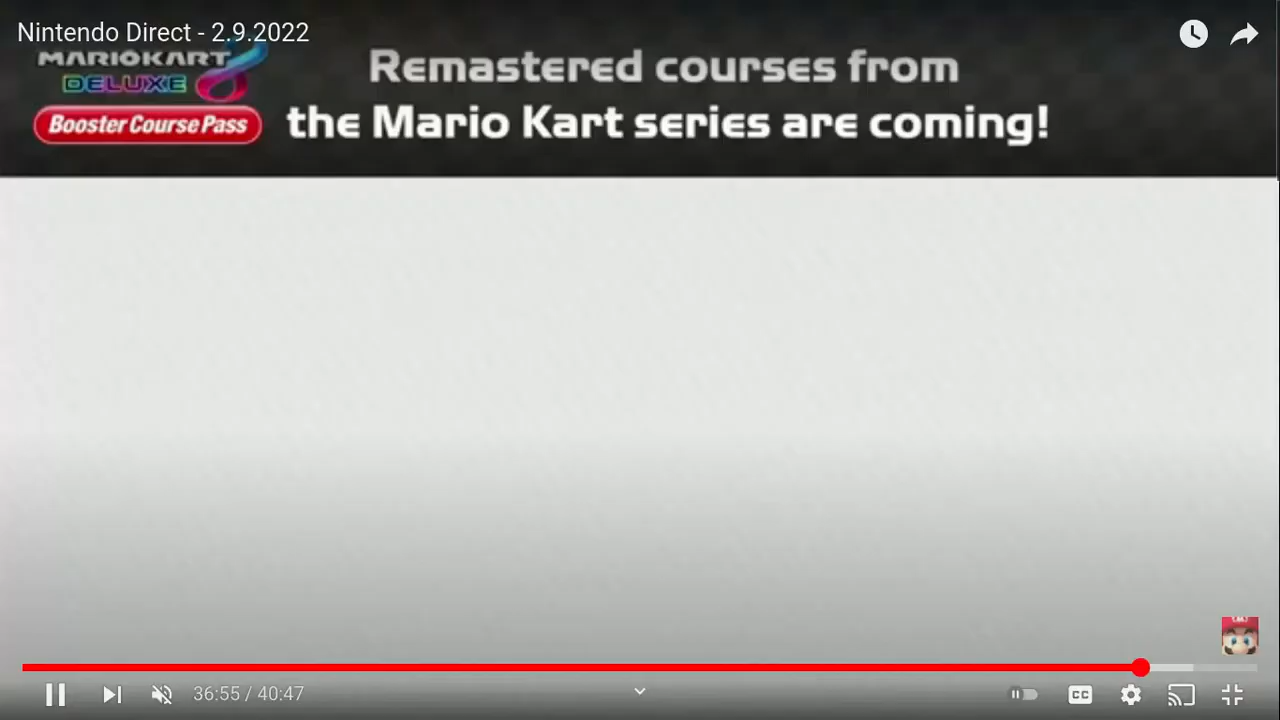 Nintendo Direct - 2.9.2022
MARIOKART 8
DELUXE
Booster Course Pass
Remastered courses from
the Mario Kart series are coming!
M
36:55 / 40:47
CC